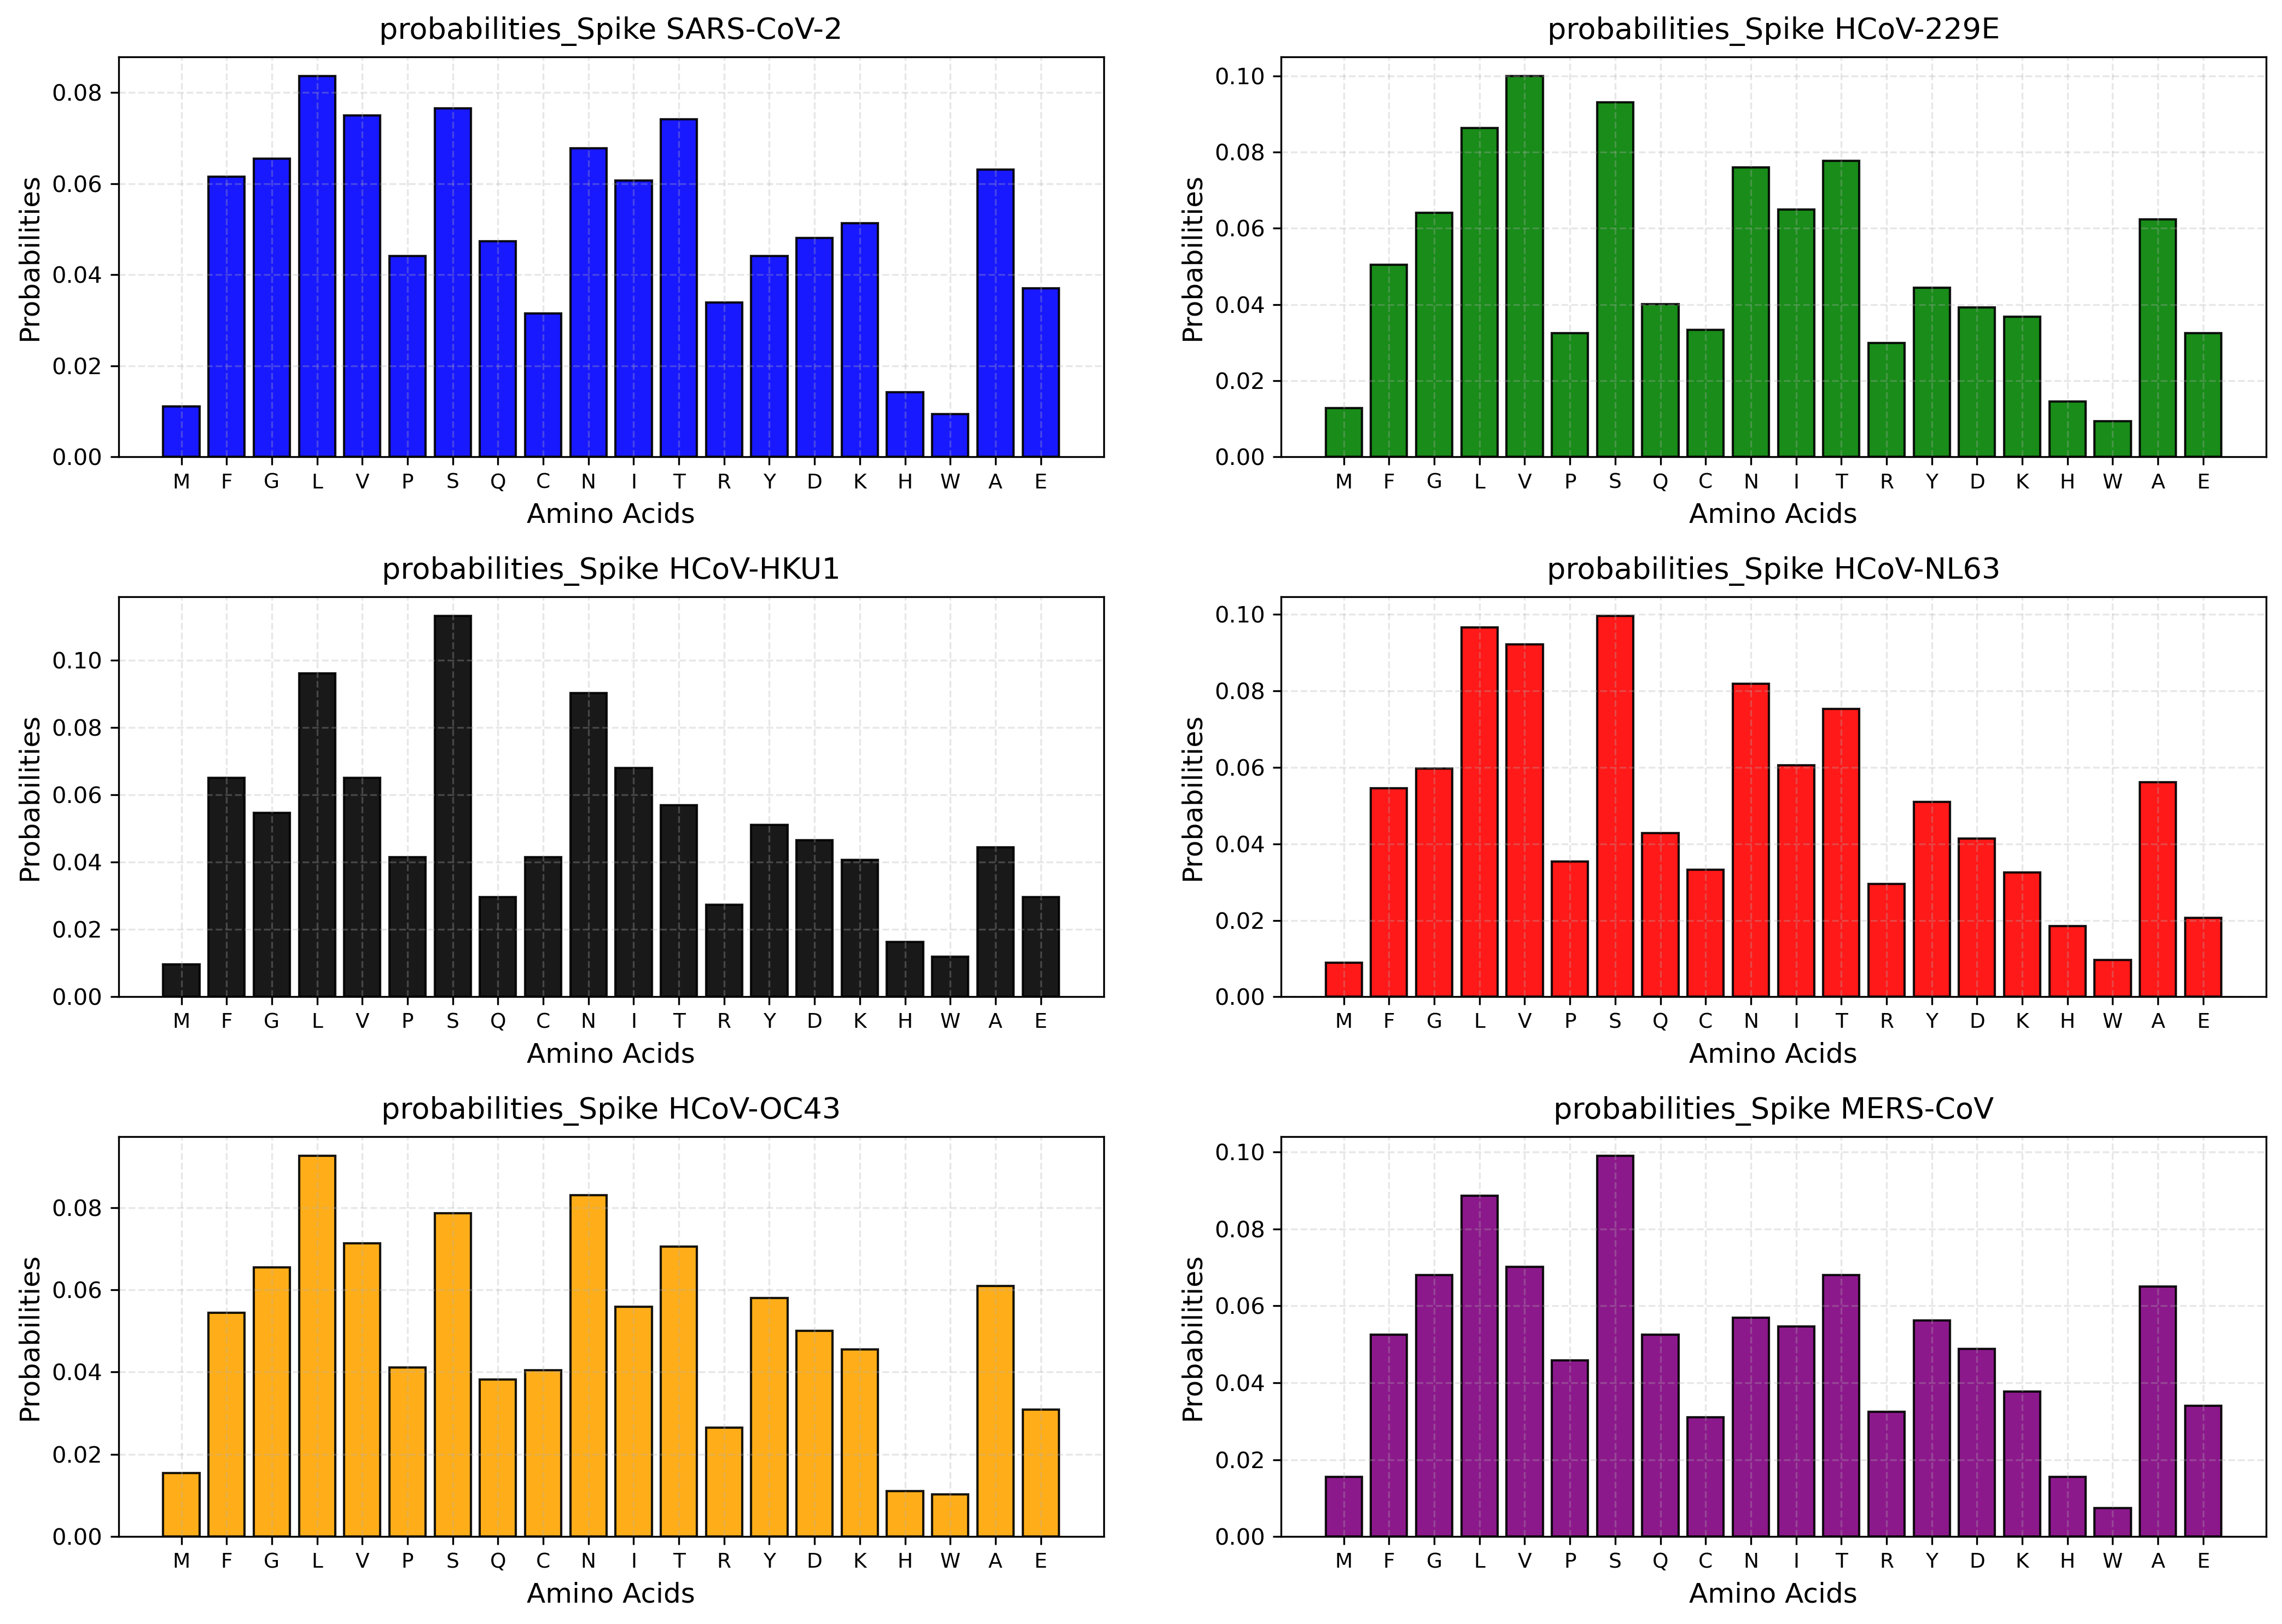 probabilities_Spike SARS-CoV-2
Probabilities
0.08
0.06
0.04
0.02
0.00
M F G L V P S Q C N I T R Y D K H W A E
Amino Acids
probabilities_Spike HCoV-229E
Probabilities
0.10
0.08
0.06
0.04
0.02
0.00
M F G L V P S Q C N I T R Y D K H W A E
Amino Acids
probabilities_Spike HCoV-HKU1
Probabilities
0.10
0.08
0.06
0.04
0.02
0.00
M F G L V P S Q C N I T R Y D K H W A E
Amino Acids
probabilities_Spike HCoV-NL63
Probabilities
0.10
0.08
0.06
0.04
0.02
0.00
M F G L V P S Q C N I T R Y D K H W A E
Amino Acids
probabilities_Spike HCoV-OC43
Probabilities
0.08
0.06
0.04
0.02
0.00
M F G L V P S Q C N I T R Y D K H W A E
Amino Acids
probabilities_Spike MERS-CoV
Probabilities
0.10
0.08
0.06
0.04
0.02
0.00
M F G L V P S Q C N I T R Y D K H W A E
Amino Acids